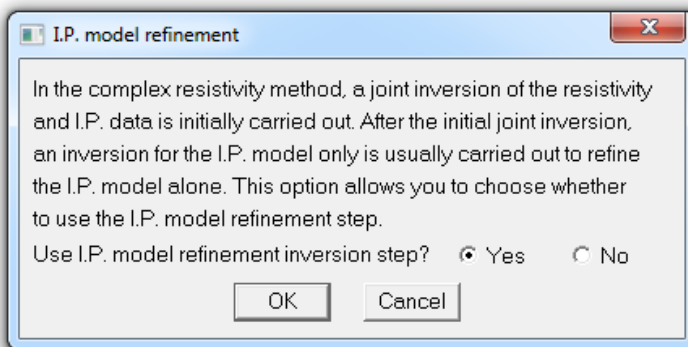 I.P. model refinement
In the complex resistivity method, a joint inversion of the resistivity
and I.P. data is initially carried out. After the initial joint inversion,
an inversion for the I.P. model only is usually carried out to refine
the I.P. model alone. This option allows you to choose whether
to use the I.P. model refinement step.
Use I.P. model refinement inversion step? Yes No
OK Cancel